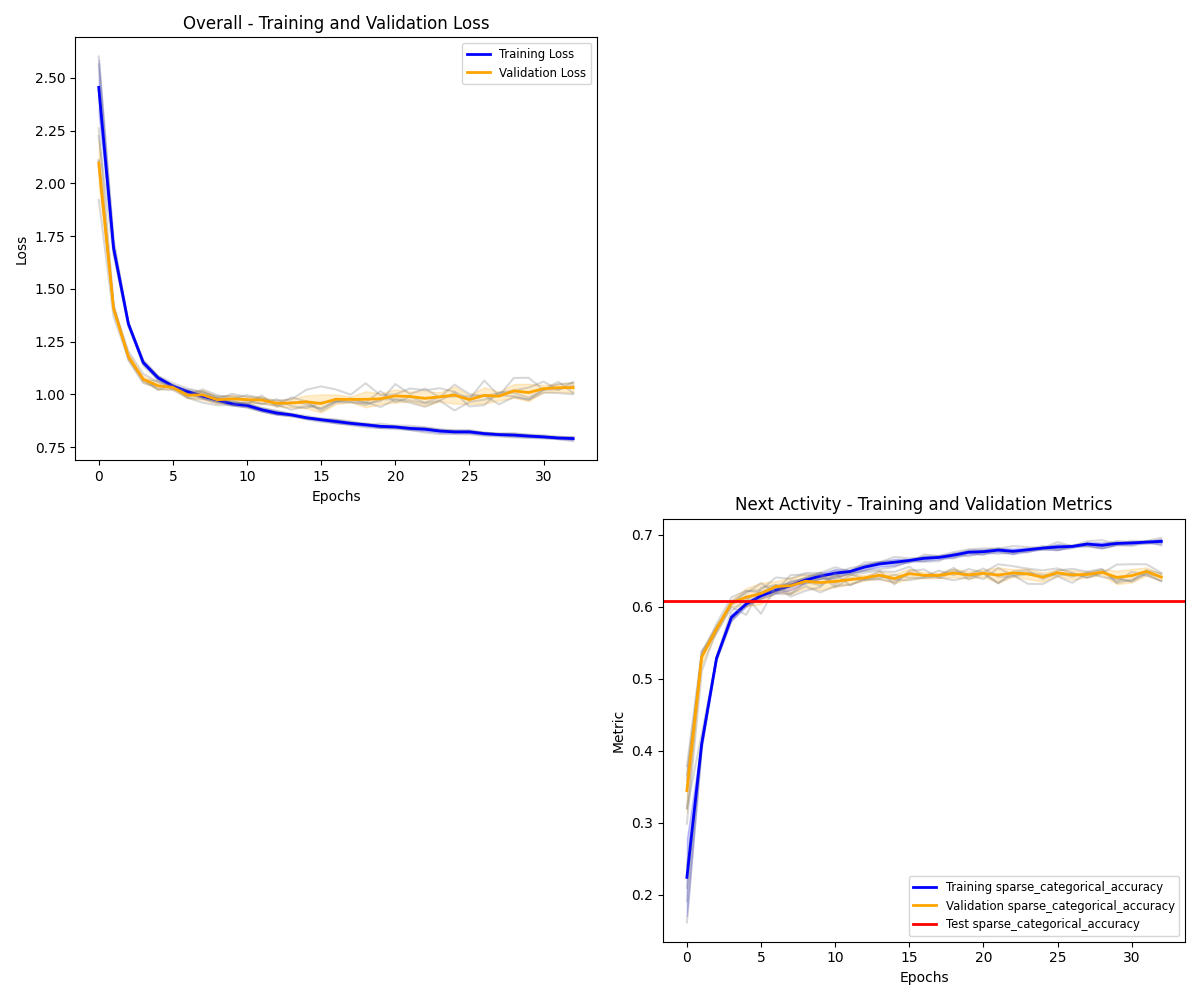 Overall - Training and Validation Loss
Training Loss
Validation Loss
2.50
2.25
2.00
1.75
1.50
1.25
1.00
0.75
Loss
0 5 10 15 20 25 30
Epochs
Next Activity - Training and Validation Metrics
0.7
0.6
0.5
0.4
0.3
0.2
Metric
Training sparse_categorical_accuracy
Validation sparse_categorical_accuracy
Test sparse_categorical_accuracy
0 5 10 15 20 25 30
Epochs